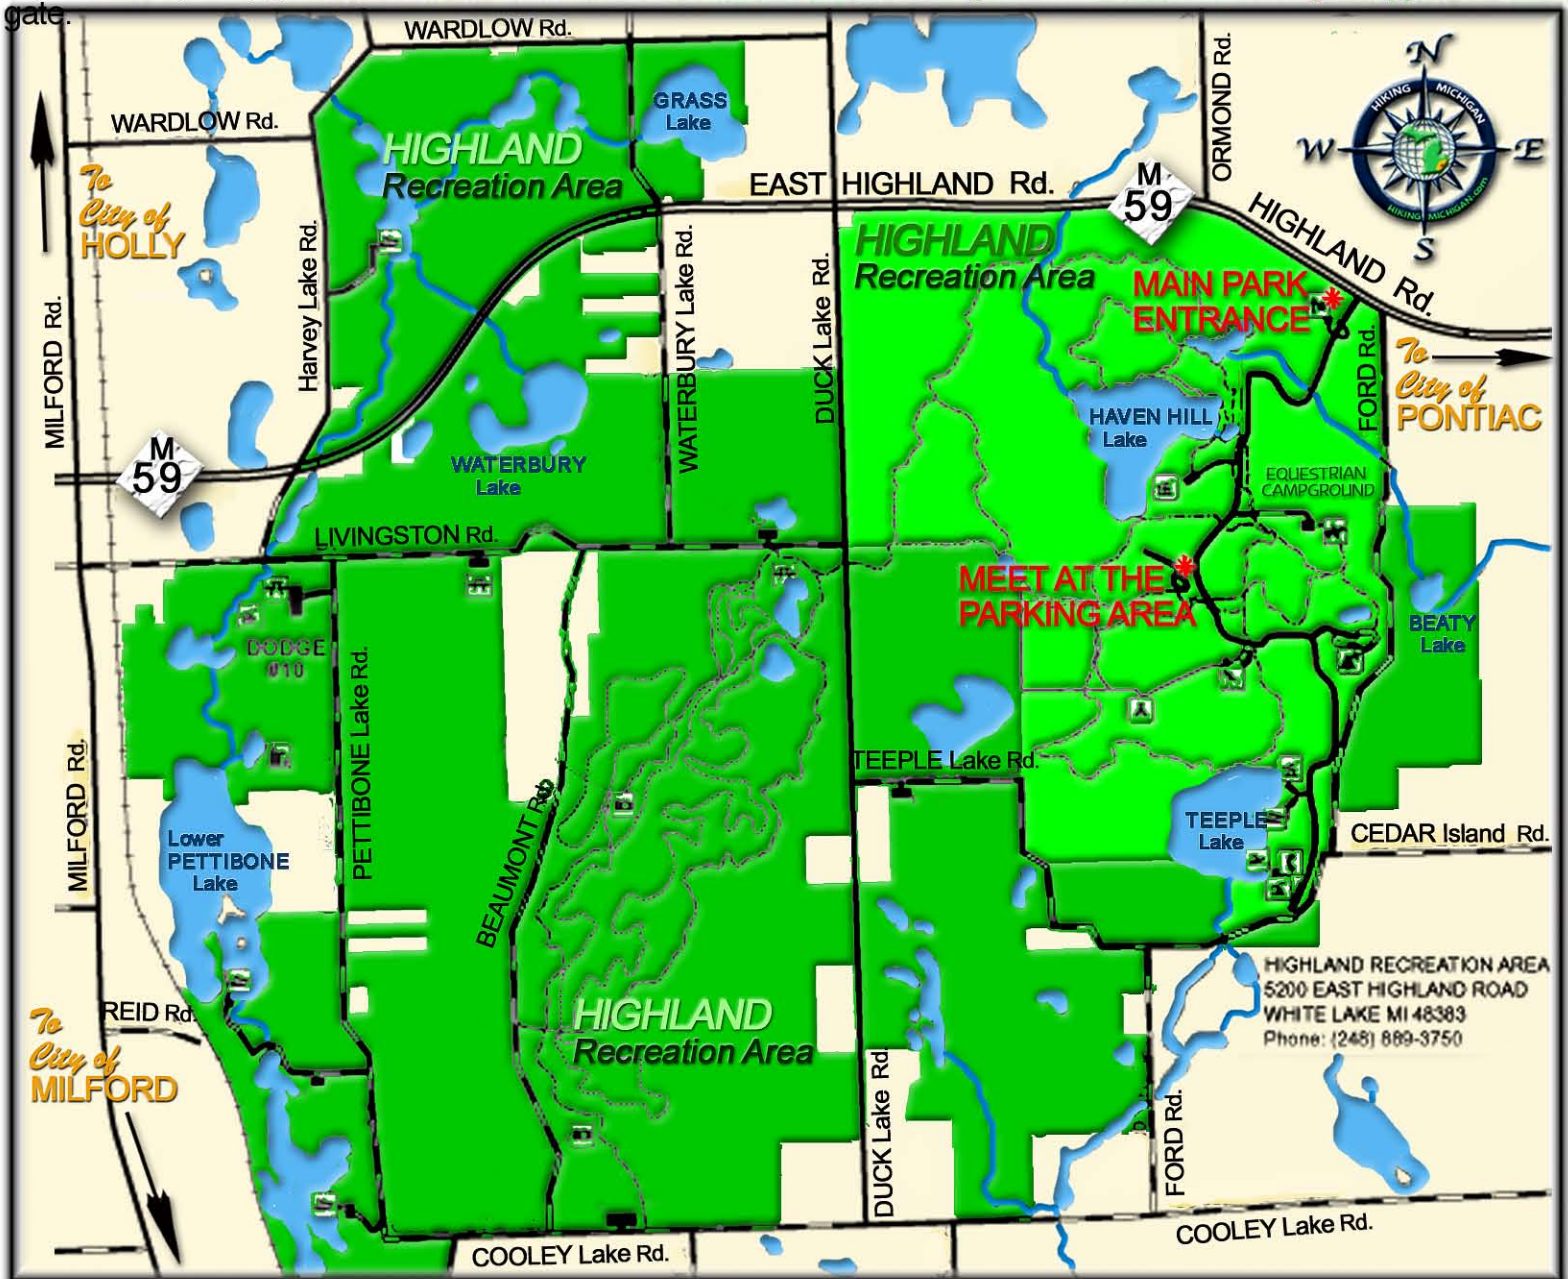 gate.
WARDLOW Rd.
WARDLOW Rd.
GRASS
Lake
HIGHLAND
Recreation Area
EAST HIGHLAND Rd.
M
59
ORMOND Rd.
N
W
E
S
HIKING MICHIGAN
HIKING MICHIGAN.com
To
City of
HOLLY
Harvey Lake Rd.
MILFORD Rd.
WATERBURY Lake Rd.
DUCK Lake Rd.
HIGHLAND
Recreation Area
HIGHLAND Rd.
MAIN PARK
ENTRANCE
FORD Rd.
To
City of
PONTIAC
HAVEN HILL
Lake
M
59
WATERBURY
Lake
EQUESTRIAN
CAMPGROUND
LIVINGSTON Rd.
MEET AT THE
PARKING AREA
BEATY
Lake
DODGE
#10
PETTIBONE Lake Rd.
MILFORD Rd.
TEEPLE Lake Rd.
BEAUMONT Rd.
Lower
PETTIBONE
Lake
TEEPLE
Lake
CEDAR Island Rd.
REID Rd.
To
City of
MILFORD
HIGHLAND
Recreation Area
HIGHLAND RECREATION AREA
5200 EAST HIGHLAND ROAD
WHITE LAKE MI 48383
Phone: (248) 889-3750
DUCK Lake Rd.
FORD Rd.
COOLEY Lake Rd.
COOLEY Lake Rd.